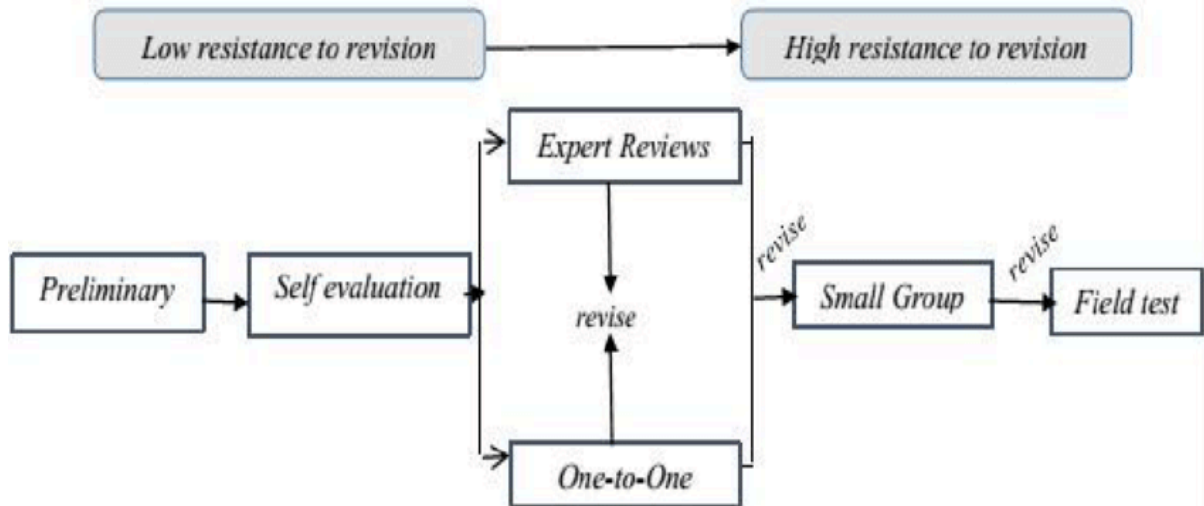 Low resistance to revision
High resistance to revision
Expert Reviews
Preliminary
Self evaluation
revise
revise
Small Group
revise
Field test
One-to-One